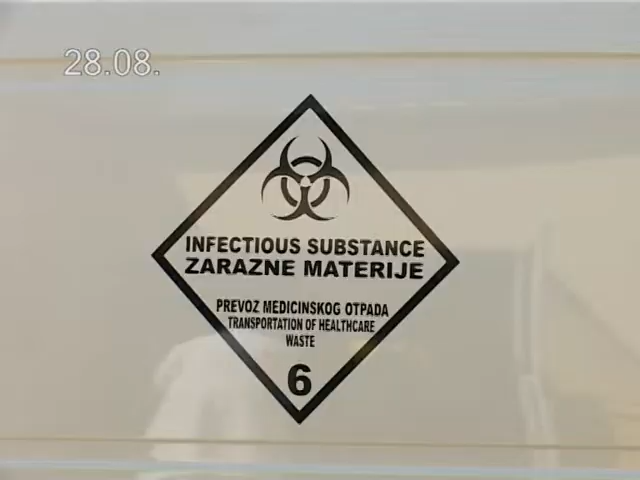 28.08.
INFECTIOUS SUBSTANCE
ZARAZNE MATERIJE
PREVOZ MEDICINSKOG OTPADA
TRANSPORTATION OF HEALTHCARE
WASTE
6